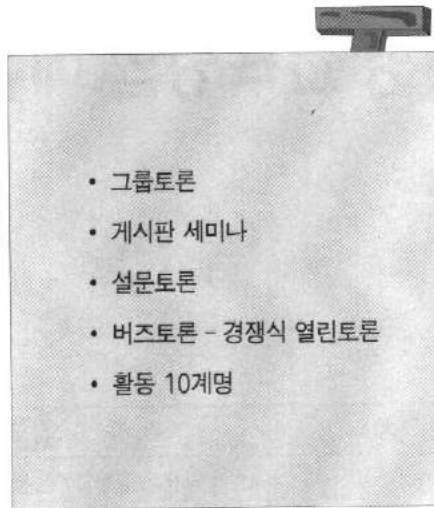 • 그룹토론
• 게시판 세미나
• 설문토론
• 버즈토론 – 경쟁식 열린토론
• 활동 10계명